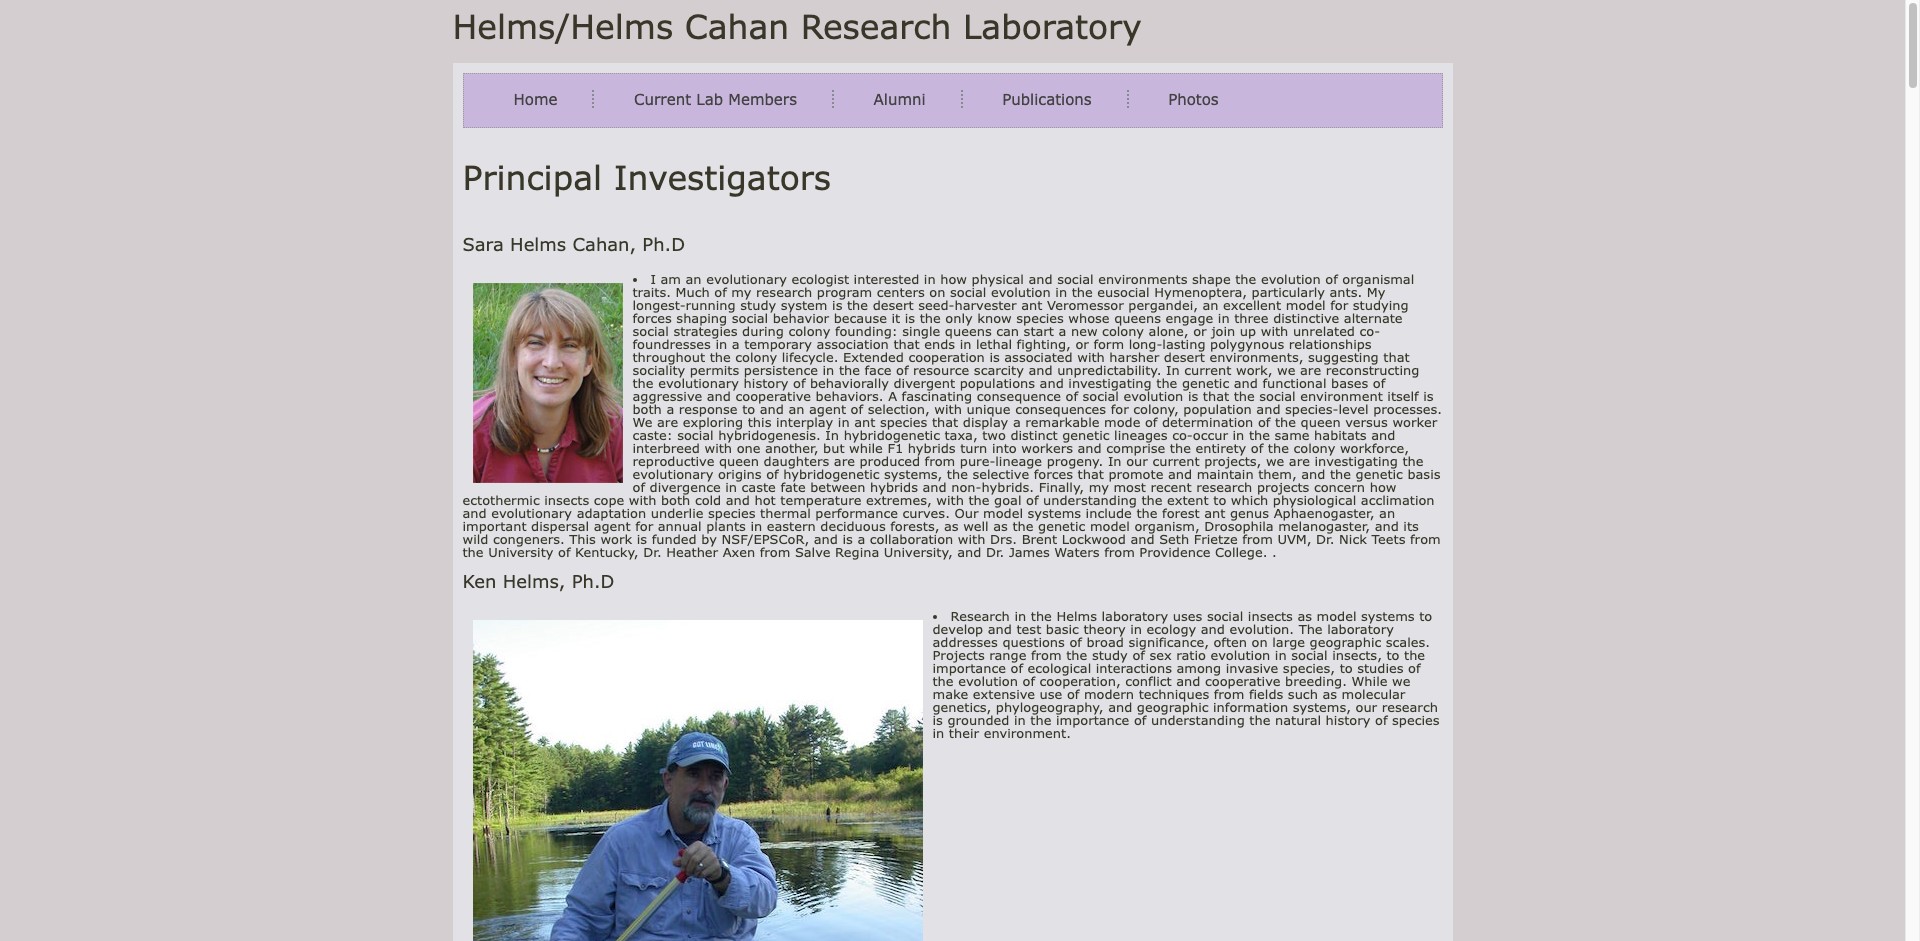 Helms/Helms Cahan Research Laboratory
Home
Current Lab Members
Alumni
Publications
Photos
Principal Investigators
Sara Helms Cahan, Ph.D
• I am an evolutionary ecologist interested in how physical and social environments shape the evolution of organismal
traits. Much of my research program centers on social evolution in the eusocial Hymenoptera, particularly ants. My
longest-running study system is the desert seed-harvester ant Veromessor pergandei, an excellent model for studying
forces shaping social behavior because it is the only know species whose queens engage in three distinctive alternate
social strategies during colony founding: single queens can start a new colony alone, or join up with unrelated co-
foundresses in a temporary association that ends in lethal fighting, or form long-lasting polygynous relationships
throughout the colony lifecycle. Extended cooperation is associated with harsher desert environments, suggesting that
sociality permits persistence in the face of resource scarcity and unpredictability. In current work, we are reconstructing
the evolutionary history of behaviorally divergent populations and investigating the genetic and functional bases of
aggressive and cooperative behaviors. A fascinating consequence of social evolution is that the social environment itself is
both a response to and an agent of selection, with unique consequences for colony, population and species-level processes.
We are exploring this interplay in ant species that display a remarkable mode of determination of the queen versus worker
caste: social hybridogenesis. In hybridogenetic taxa, two distinct genetic lineages co-occur in the same habitats and
interbreed with one another, but while F1 hybrids turn into workers and comprise the entirety of the colony workforce,
reproductive queen daughters are produced from pure-lineage progeny. In our current projects, we are investigating the
evolutionary origins of hybridogenetic systems, the selective forces that promote and maintain them, and the genetic basis
of divergence in caste fate between hybrids and non-hybrids. Finally, my most recent research projects concern how
ectothermic insects cope with both cold and hot temperature extremes, with the goal of understanding the extent to which physiological acclimation
and evolutionary adaptation underlie species thermal performance curves. Our model systems include the forest ant genus Aphaenogaster, an
important dispersal agent for annual plants in eastern deciduous forests, as well as the genetic model organism, Drosophila melanogaster, and its
wild congeners. This work is funded by NSF/EPSCoR, and is a collaboration with Drs. Brent Lockwood and Seth Frietze from UVM, Dr. Nick Teets from
the University of Kentucky, Dr. Heather Axen from Salve Regina University, and Dr. James Waters from Providence College. .
Ken Helms, Ph.D
• Research in the Helms laboratory uses social insects as model systems to
develop and test basic theory in ecology and evolution. The laboratory
addresses questions of broad significance, often on large geographic scales.
Projects range from the study of sex ratio evolution in social insects, to the
importance of ecological interactions among invasive species, to studies of
the evolution of cooperation, conflict and cooperative breeding. While we
make extensive use of modern techniques from fields such as molecular
genetics, phylogeography, and geographic information systems, our research
is grounded in the importance of understanding the natural history of species
in their environment.
GOT